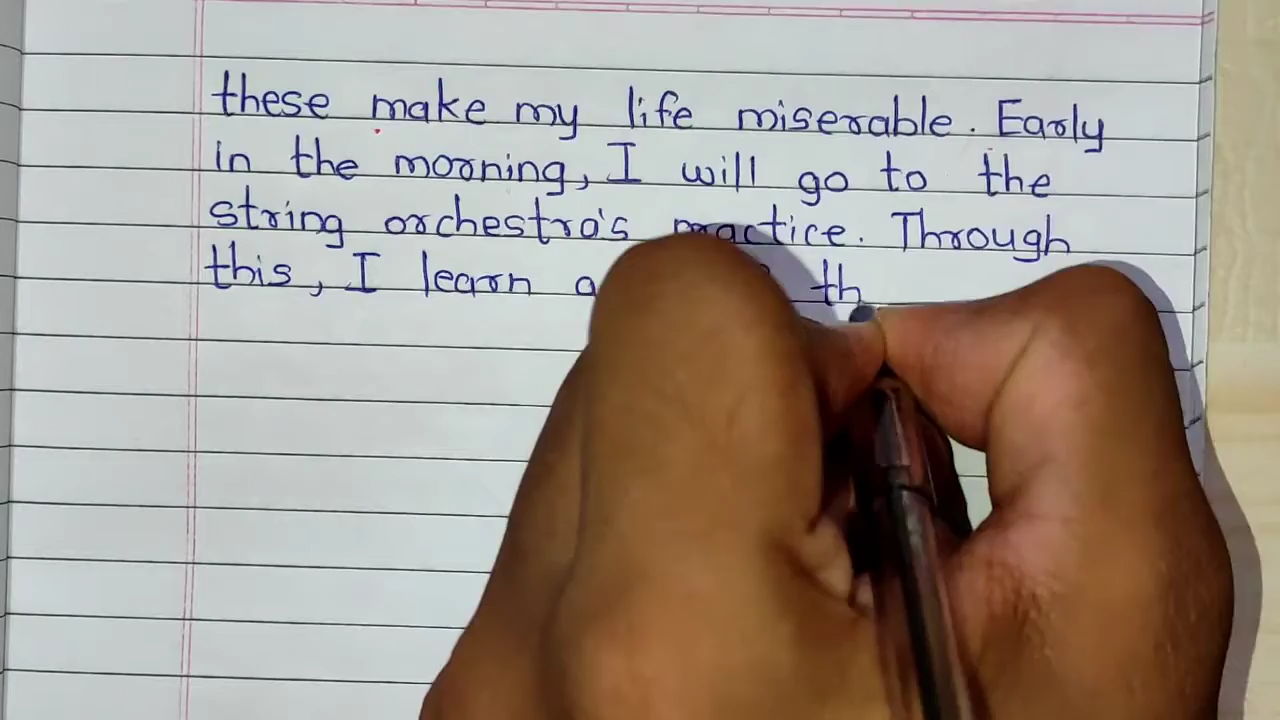 these make my life miserable. Early
in the morning, I will go to the
string orchestra's practice. Through
this, I learn